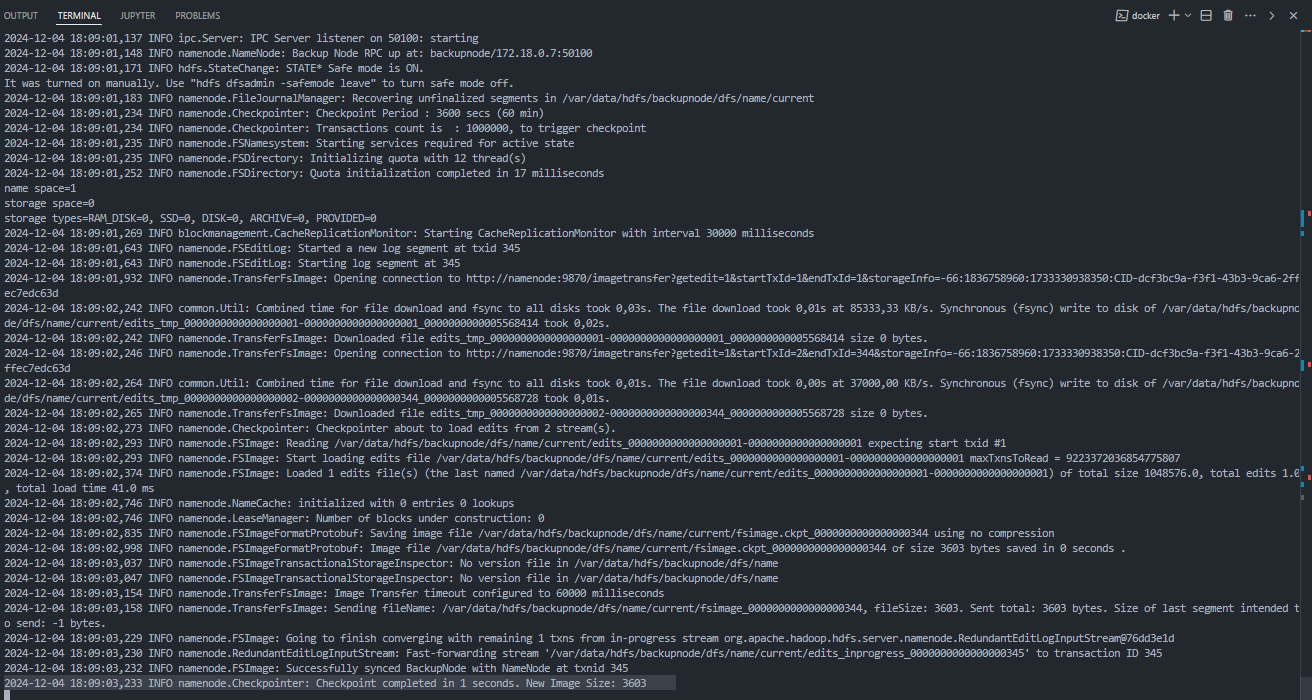 OUTPUT TERMINAL JUPYTER PROBLEMS docker
2024-12-04 18:09:01,137 INFO ipc.Server: IPC Server listener on 50100: starting
2024-12-04 18:09:01,148 INFO namenode.NameNode: Backup Node RPC up at: backupnode/172.18.0.7:50100
2024-12-04 18:09:01,171 INFO hdfs.StateChange: STATE* Safe mode is ON.
It was turned on manually. Use "hdfs dfsadmin -safemode leave" to turn safe mode off.
2024-12-04 18:09:01,183 INFO namenode.FileJournalManager: Recovering unfinalized segments in /var/data/hdfs/backupnode/dfs/name/current
2024-12-04 18:09:01,234 INFO namenode.Checkpointer: Checkpoint Period : 3600 secs (60 min)
2024-12-04 18:09:01,234 INFO namenode.Checkpointer: Transactions count is  : 1000000, to trigger checkpoint
2024-12-04 18:09:01,235 INFO namenode.FSNamesystem: Starting services required for active state
2024-12-04 18:09:01,235 INFO namenode.FSDirectory: Initializing quota with 12 thread(s)
2024-12-04 18:09:01,252 INFO namenode.FSDirectory: Quota initialization completed in 17 milliseconds
name space=1
storage space=0
storage types=RAM_DISK=0, SSD=0, DISK=0, ARCHIVE=0, PROVIDED=0
2024-12-04 18:09:01,269 INFO blockmanagement.CacheReplicationMonitor: Starting CacheReplicationMonitor with interval 30000 milliseconds
2024-12-04 18:09:01,643 INFO namenode.FSEditLog: Started a new log segment at txid 345
2024-12-04 18:09:01,643 INFO namenode.FSEditLog: Starting log segment at 345
2024-12-04 18:09:01,932 INFO namenode.TransferFsImage: Opening connection to http://namenode:9870/imagetransfer?getedit=1&startTxId=1&endTxId=1&storageInfo=-66:1836758960:1733330938350:CID-dcf3bc9a-f3f1-43b3-9ca6-2ff
ec7edc63d
2024-12-04 18:09:02,242 INFO common.Util: Combined time for file download and fsync to all disks took 0,03s. The file download took 0,01s at 85333,33 KB/s. Synchronous (fsync) write to disk of /var/data/hdfs/backupno
de/dfs/name/current/edits_tmp_0000000000000000001-0000000000000000001_0000000000005568414 took 0,02s.
2024-12-04 18:09:02,242 INFO namenode.TransferFsImage: Downloaded file edits_tmp_0000000000000000001-0000000000000000001_0000000000005568414 size 0 bytes.
2024-12-04 18:09:02,246 INFO namenode.TransferFsImage: Opening connection to http://namenode:9870/imagetransfer?getedit=1&startTxId=2&endTxId=344&storageInfo=-66:1836758960:1733330938350:CID-dcf3bc9a-f3f1-43b3-9ca6-2
ffec7edc63d
2024-12-04 18:09:02,264 INFO common.Util: Combined time for file download and fsync to all disks took 0,01s. The file download took 0,00s at 37000,00 KB/s. Synchronous (fsync) write to disk of /var/data/hdfs/backupno
de/dfs/name/current/edits_tmp_0000000000000000002-0000000000000000344_0000000000005568728 took 0,01s.
2024-12-04 18:09:02,265 INFO namenode.TransferFsImage: Downloaded file edits_tmp_0000000000000000002-0000000000000000344_0000000000005568728 size 0 bytes.
2024-12-04 18:09:02,273 INFO namenode.Checkpointer: Checkpointer about to load edits from 2 stream(s).
2024-12-04 18:09:02,293 INFO namenode.FSImage: Reading /var/data/hdfs/backupnode/dfs/name/current/edits_0000000000000000001-0000000000000000001 expecting start txid #1
2024-12-04 18:09:02,293 INFO namenode.FSImage: Start loading edits file /var/data/hdfs/backupnode/dfs/name/current/edits_0000000000000000001-0000000000000000001 maxTxnsToRead = 9223372036854775807
2024-12-04 18:09:02,374 INFO namenode.FSImage: Loaded 1 edits file(s) (the last named /var/data/hdfs/backupnode/dfs/name/current/edits_0000000000000000001-0000000000000000001) of total size 1048576.0, total edits 1.0
, total load time 41.0 ms
2024-12-04 18:09:02,746 INFO namenode.NameCache: initialized with 0 entries 0 lookups
2024-12-04 18:09:02,746 INFO namenode.LeaseManager: Number of blocks under construction: 0
2024-12-04 18:09:02,835 INFO namenode.FSImageFormatProtobuf: Saving image file /var/data/hdfs/backupnode/dfs/name/current/fsimage.ckpt_0000000000000000344 using no compression
2024-12-04 18:09:02,998 INFO namenode.FSImageFormatProtobuf: Image file /var/data/hdfs/backupnode/dfs/name/current/fsimage.ckpt_0000000000000000344 of size 3603 bytes saved in 0 seconds .
2024-12-04 18:09:03,037 INFO namenode.FSImageTransactionalStorageInspector: No version file in /var/data/hdfs/backupnode/dfs/name
2024-12-04 18:09:03,047 INFO namenode.FSImageTransactionalStorageInspector: No version file in /var/data/hdfs/backupnode/dfs/name
2024-12-04 18:09:03,154 INFO namenode.TransferFsImage: Image Transfer timeout configured to 60000 milliseconds
2024-12-04 18:09:03,158 INFO namenode.TransferFsImage: Sending fileName: /var/data/hdfs/backupnode/dfs/name/current/fsimage_0000000000000000344, fileSize: 3603. Sent total: 3603 bytes. Size of last segment intended t
o send: -1 bytes.
2024-12-04 18:09:03,229 INFO namenode.FSImage: Going to finish converging with remaining 1 txns from in-progress stream org.apache.hadoop.hdfs.server.namenode.RedundantEditLogInputStream@76dd3e1d
2024-12-04 18:09:03,230 INFO namenode.RedundantEditLogInputStream: Fast-forwarding stream '/var/data/hdfs/backupnode/dfs/name/current/edits_inprogress_0000000000000000345' to transaction ID 345
2024-12-04 18:09:03,232 INFO namenode.FSImage: Successfully synced BackupNode with NameNode at txnid 345
2024-12-04 18:09:03,233 INFO namenode.Checkpointer: Checkpoint completed in 1 seconds. New Image Size: 3603